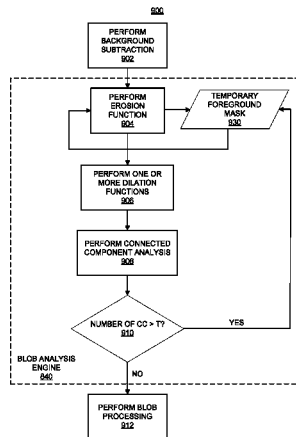 900
PERFORM
BACKGROUND
SUBTRACTION
902
PERFORM
EROSION
FUNCTION
904
TEMPORARY
FOREGROUND
MASK
930
PERFORM ONE OR
MORE DILATION
FUNCTIONS
906
PERFORM
CONNECTED
COMPONENT ANALYSIS
908
NUMBER OF CC > T?
910
YES
BLOB ANALYSIS
ENGINE
840
NO
PERFORM BLOB
PROCESSING
912